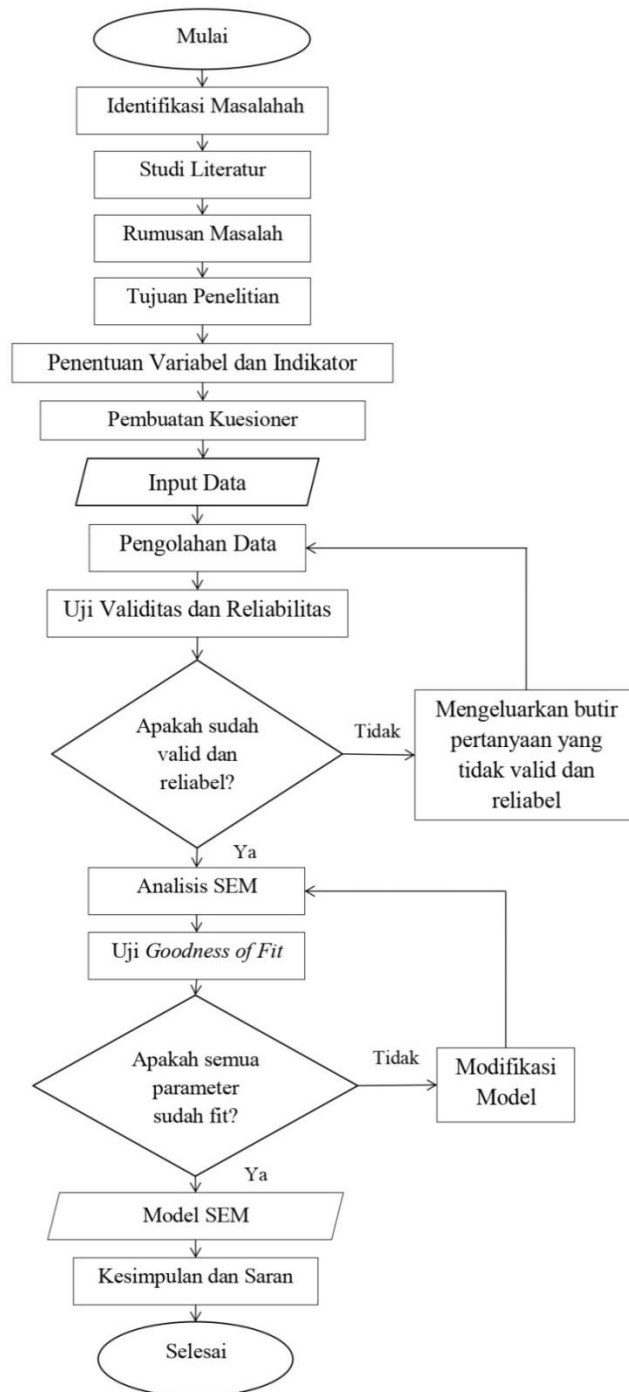 Mulai
Identifikasi Masalahah
Studi Literatur
Rumusan Masalah
Tujuan Penelitian
Penentuan Variabel dan Indikator
Pembuatan Kuesioner
Input Data
Pengolahan Data
Uji Validitas dan Reliabilitas
Apakah sudah
valid dan
reliabel?
Tidak
Mengeluarkan butir
pertanyaan yang
tidak valid dan
reliabel
Ya
Analisis SEM
Uji Goodness of Fit
Apakah semua
parameter
sudah fit?
Tidak
Modifikasi
Model
Ya
Model SEM
Kesimpulan dan Saran
Selesai